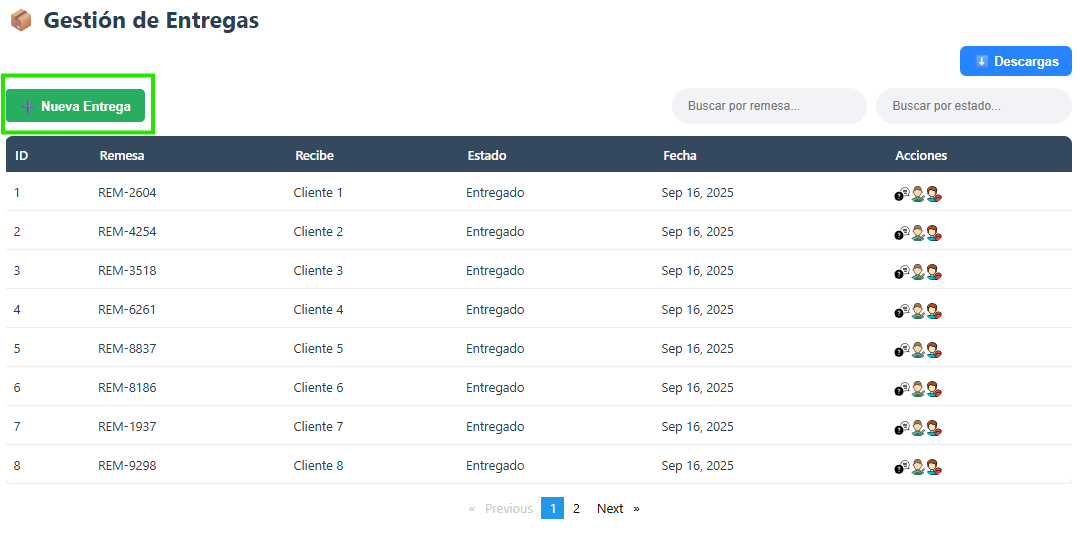 Gestión de Entregas
Descargas
Nueva Entrega
Buscar por remesa... Buscar por estado...
ID Remesa Recibe Estado Fecha Acciones
1 REM-2604 Cliente 1 Entregado Sep 16, 2025
2 REM-4254 Cliente 2 Entregado Sep 16, 2025
3 REM-3518 Cliente 3 Entregado Sep 16, 2025
4 REM-6261 Cliente 4 Entregado Sep 16, 2025
5 REM-8837 Cliente 5 Entregado Sep 16, 2025
6 REM-8186 Cliente 6 Entregado Sep 16, 2025
7 REM-1937 Cliente 7 Entregado Sep 16, 2025
8 REM-9298 Cliente 8 Entregado Sep 16, 2025
« Previous 1 2 Next »